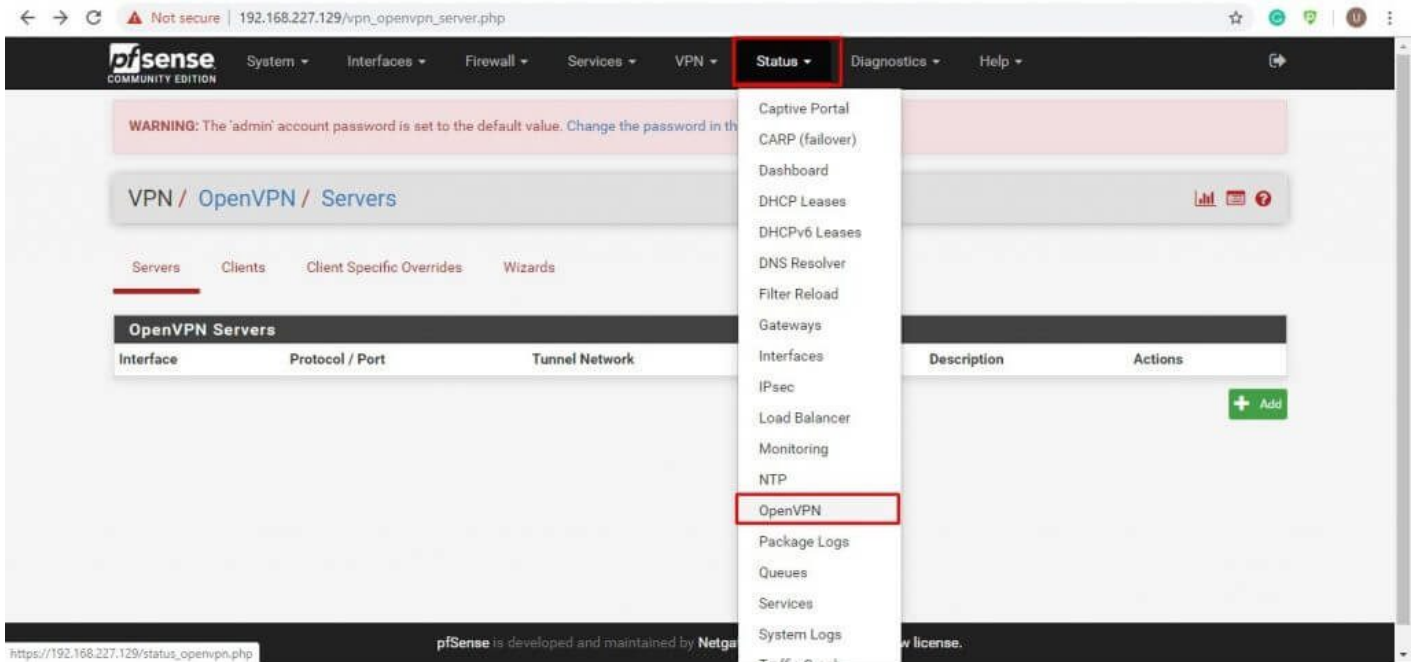 Not secure | 192.168.227.129/vpn_openvpn_server.php
U
pfsense System Interfaces Firewall Services VPN Status Diagnostics Help
COMMUNITY EDITION
WARNING: The 'admin' account password is set to the default value. Change the password in
VPN / OpenVPN / Servers
Servers Clients Client Specific Overrides Wizards
OpenVPN Servers
Interface Protocol / Port Tunnel Network Description Actions
+ Add
Captive Portal
CARP (failover)
Dashboard
DHCP Leases
DHCPv6 Leases
DNS Resolver
Filter Reload
Gateways
Interfaces
IPsec
Load Balancer
Monitoring
NTP
OpenVPN
Package Logs
Queues
Services
System Logs
pfSense is developed and maintained by license.
https://192.168.227.129/status_openvpn.php